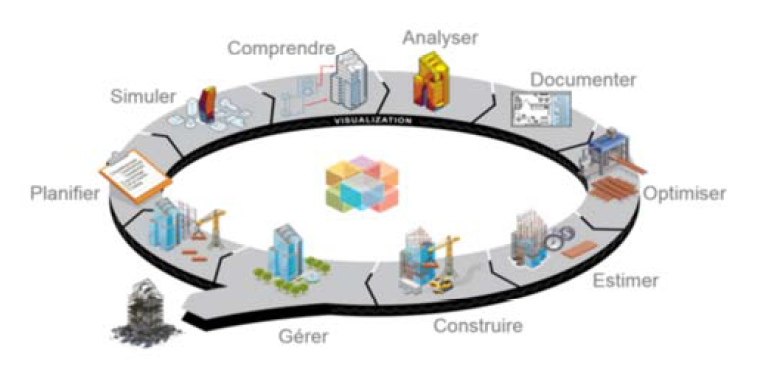 Analyser
Comprendre
Documenter
Simuler
VISUALIZATION
Planifier
Optimiser
Estimer
Construire
Gérer